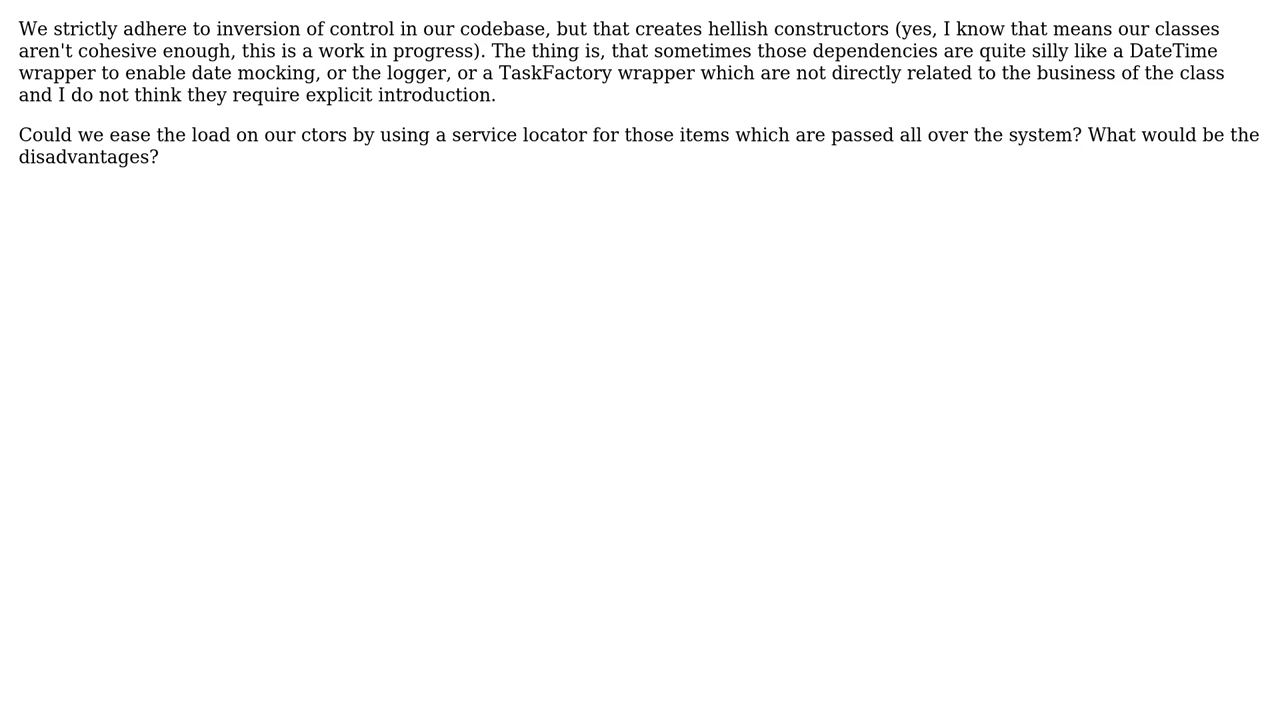 We strictly adhere to inversion of control in our codebase, but that creates hellish constructors (yes, I know that means our classes
aren't cohesive enough, this is a work in progress). The thing is, that sometimes those dependencies are quite silly like a DateTime
wrapper to enable date mocking, or the logger, or a TaskFactory wrapper which are not directly related to the business of the class
and I do not think they require explicit introduction.
Could we ease the load on our ctors by using a service locator for those items which are passed all over the system? What would be the
disadvantages?